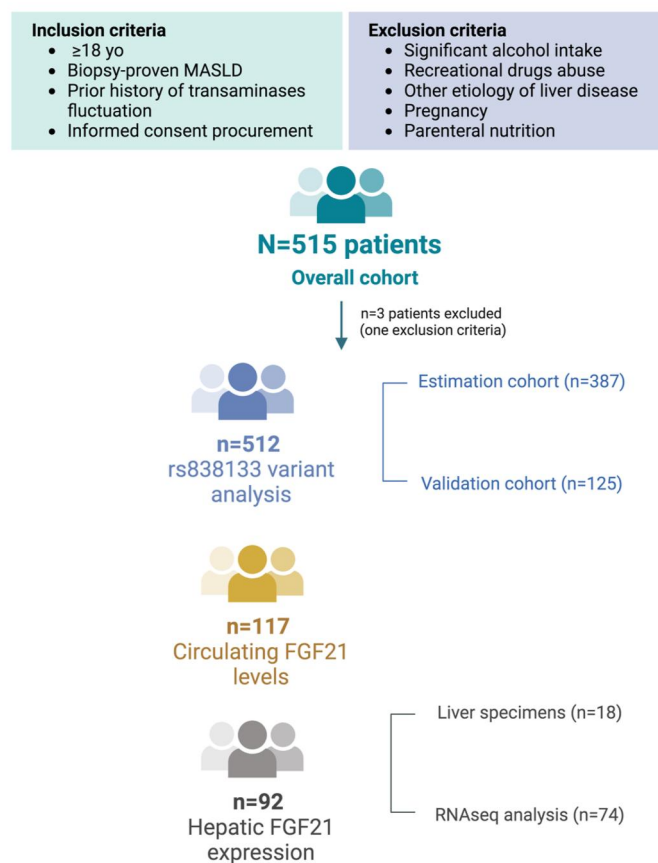 Inclusion criteria
• ≥18 yo
• Biopsy-proven MASLD
• Prior history of transaminases
fluctuation
• Informed consent procurement
Exclusion criteria
• Significant alcohol intake
• Recreational drugs abuse
• Other etiology of liver disease
• Pregnancy
• Parenteral nutrition
N=515 patients
Overall cohort
n=3 patients excluded
(one exclusion criteria)
n=512
rs838133 variant
analysis
Estimation cohort (n=387)
Validation cohort (n=125)
n=117
Circulating FGF21
levels
n=92
Hepatic FGF21
expression
Liver specimens (n=18)
RNAseq analysis (n=74)